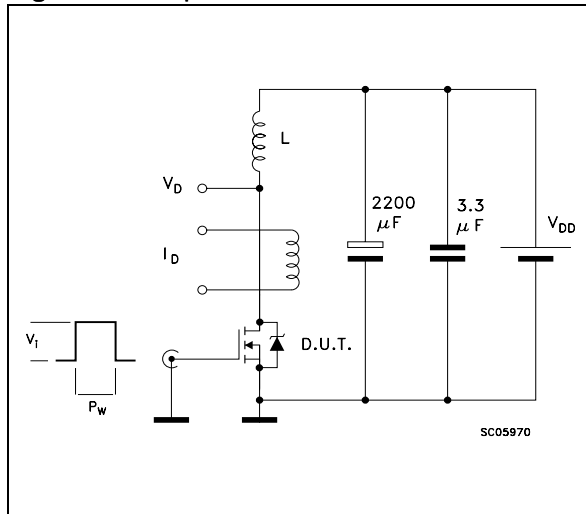 L
V_D
2200
μF
3.3
μF
V_DD
I_D
D.U.T.
V_i
P_W
SC05970